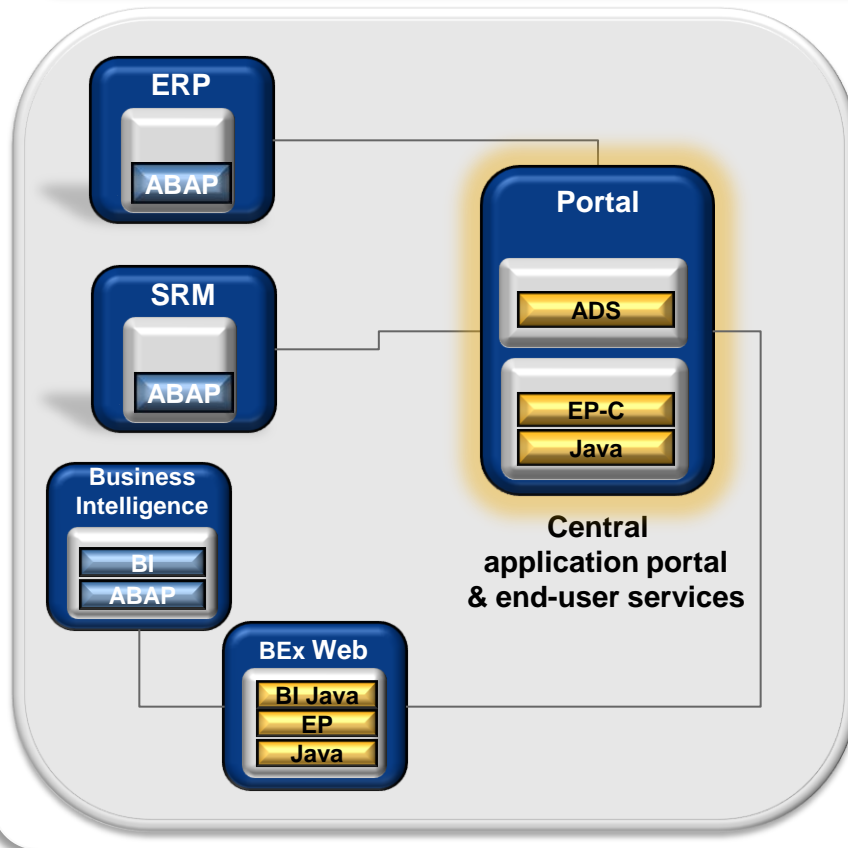 ERP
ABAP
SRM
ABAP
Business
Intelligence
BI
ABAP
BEx Web
BI Java
EP
Java
Portal
ADS
EP-C
Java
Central
application portal
& end-user services